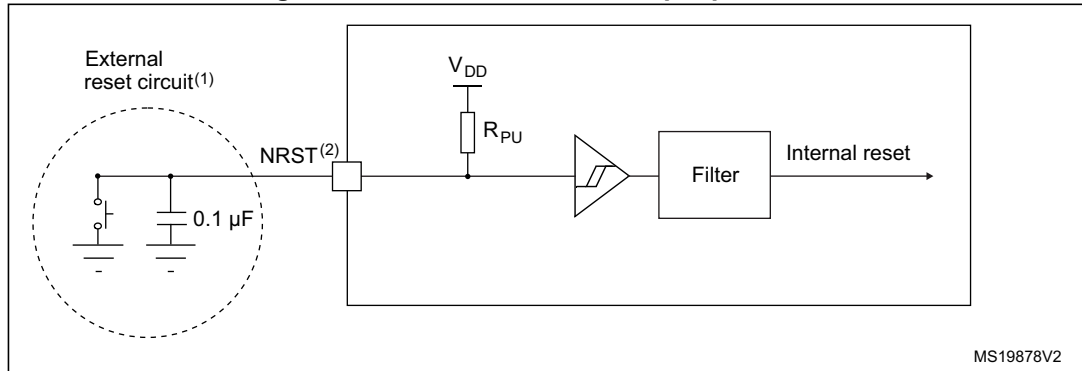 External
reset circuit(1)
VDD
RPU
NRST(2)
Filter
Internal reset
0.1 µF
MS19878V2